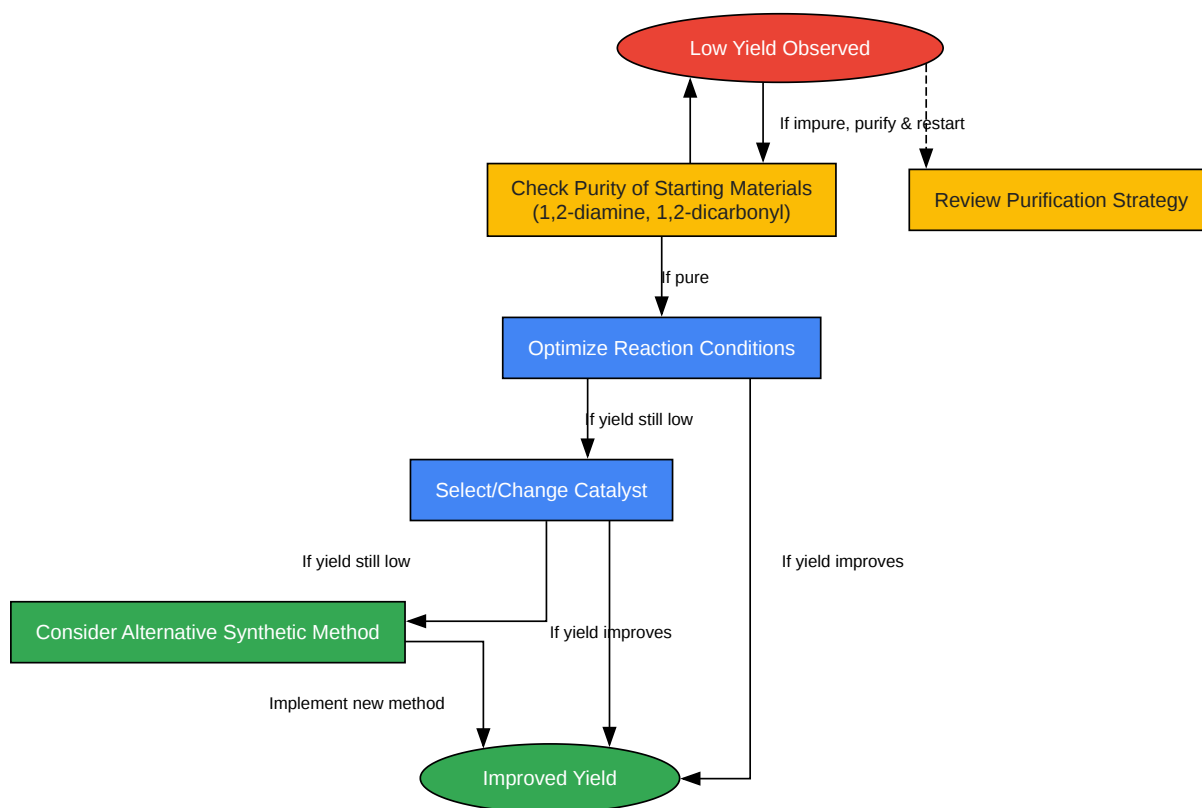 Low Yield Observed
If impure, purify & restart
Check Purity of Starting Materials
(1,2-diamine, 1,2-dicarbonyl)
Review Purification Strategy
If pure
Optimize Reaction Conditions
If yield still low
Select/Change Catalyst
If yield still low
If yield improves
Consider Alternative Synthetic Method
If yield improves
Implement new method
Improved Yield